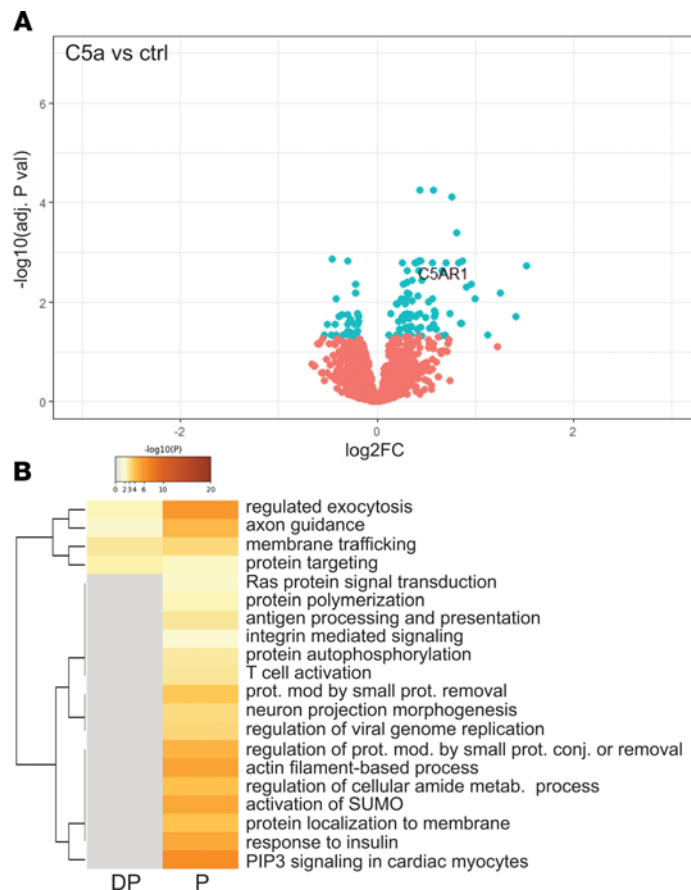 A
C5a vs ctrl
6
4
2
0
-log10(adj. P val)
C5AR1
-2
0
2
log2FC
B
-log10(P)
0 2 3 4 6 10 20
regulated exocytosis
axon guidance
membrane trafficking
protein targeting
Ras protein signal transduction
protein polymerization
antigen processing and presentation
integrin mediated signaling
protein autophosphorylation
T cell activation
prot. mod by small prot. removal
neuron projection morphogenesis
regulation of viral genome replication
regulation of prot. mod. by small prot. conj. or removal
actin filament-based process
regulation of cellular amide metab. process
activation of SUMO
protein localization to membrane
response to insulin
PIP3 signaling in cardiac myocytes
DP P